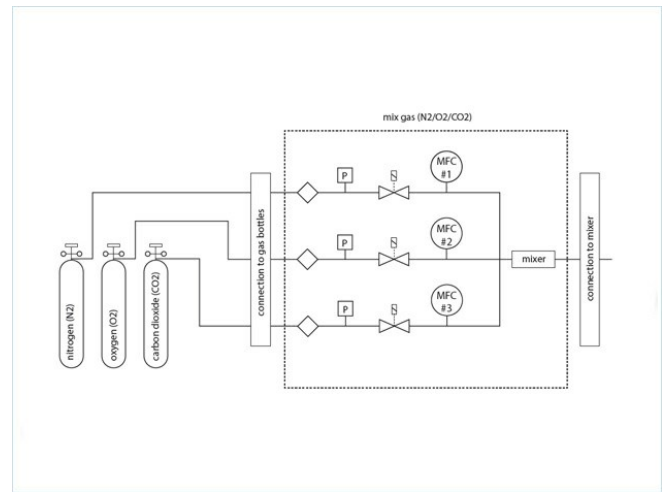 mix gas (N2/O2/CO2)
P
MFC
#1
P
MFC
#2
P
MFC
#3
mixer
connection to gas bottles
connection to mixer
nitrogen (N2)
oxygen (O2)
carbon dioxide (CO2)